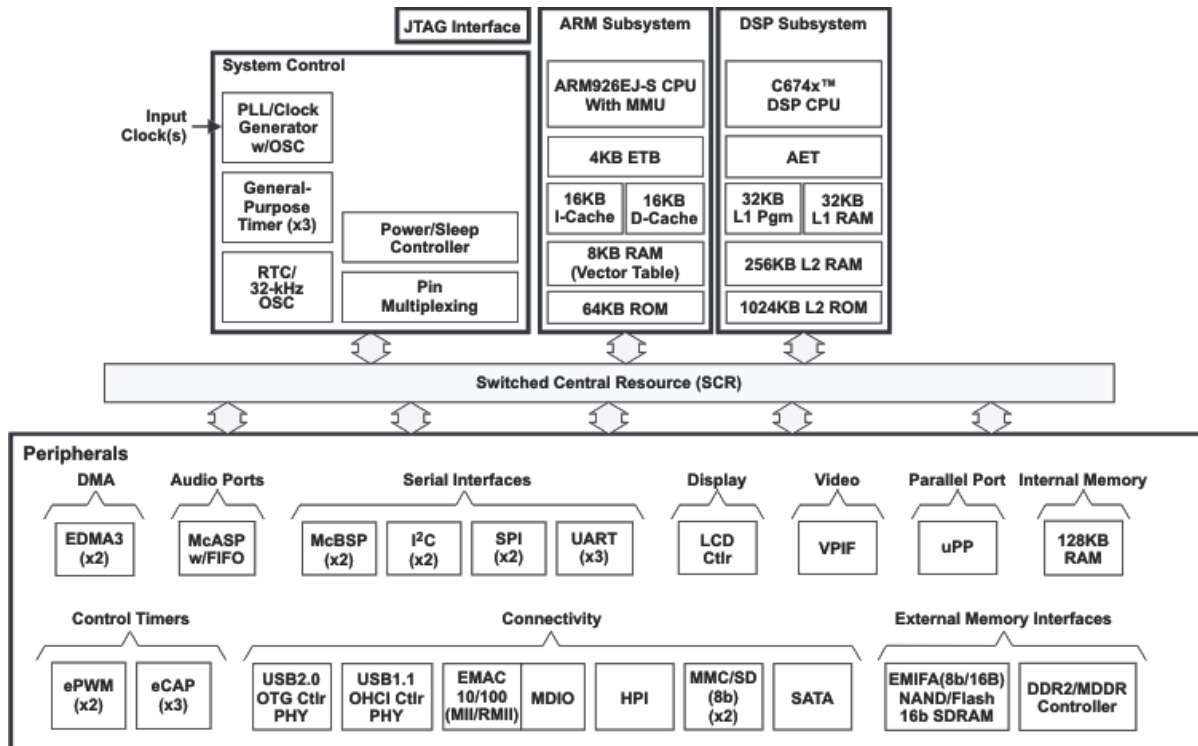 JTAG Interface
ARM Subsystem
DSP Subsystem
System Control
Input
Clock(s)
PLL/Clock
Generator
w/OSC
General-
Purpose
Timer (x3)
RTC/
32-kHz
OSC
Power/Sleep
Controller
Pin
Multiplexing
ARM926EJ-S CPU
With MMU
4KB ETB
16KB
I-Cache
16KB
D-Cache
8KB RAM
(Vector Table)
64KB ROM
C674x™
DSP CPU
AET
32KB
L1 Pgm
32KB
L1 RAM
256KB L2 RAM
1024KB L2 ROM
Switched Central Resource (SCR)
Peripherals
DMA
EDMA3
(x2)
Audio Ports
McASP
w/FIFO
Serial Interfaces
McBSP
(x2)
I²C
(x2)
SPI
(x2)
UART
(x3)
Display
LCD
Ctlr
Video
VPIF
Parallel Port
uPP
Internal Memory
128KB
RAM
Control Timers
ePWM
(x2)
eCAP
(x3)
Connectivity
USB2.0
OTG Ctlr
PHY
USB1.1
OHCI Ctlr
PHY
EMAC
10/100
(MII/RMII)
MDIO
HPI
MMC/SD
(8b)
(x2)
SATA
External Memory Interfaces
EMIFA(8b/16B)
NAND/Flash
16b SDRAM
DDR2/MDDR
Controller